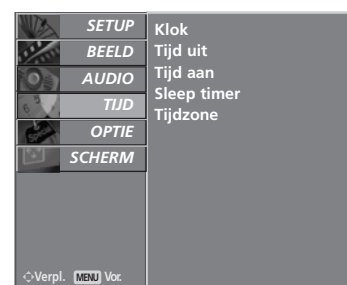 SETUP
BEELD
AUDIO
TIJD
OPTIE
SCHERM
Klok
Tijd uit
Tijd aan
Sleep timer
Tijdzone
Verpl. MENU Vor.